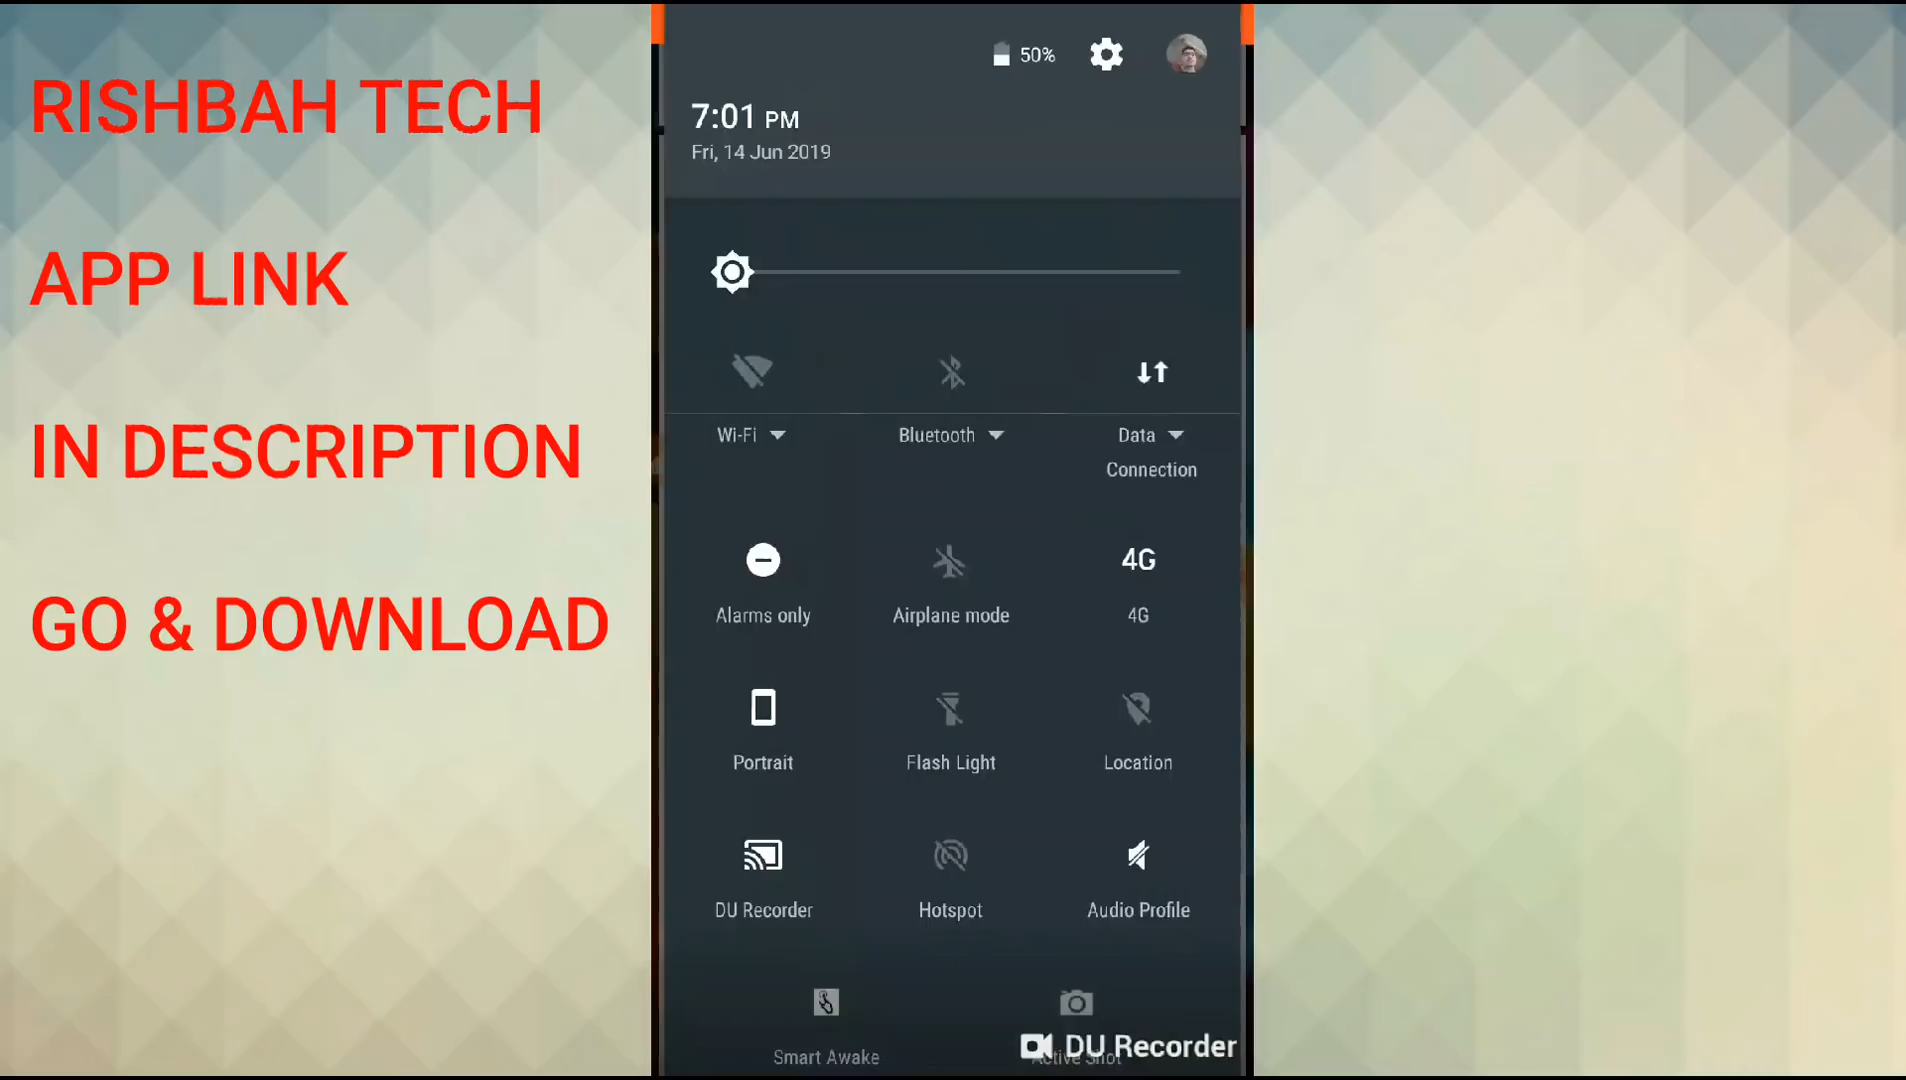 RISHBAH TECH
APP LINK
IN DESCRIPTION
GO & DOWNLOAD
50%
7:01 PM
Fri, 14 Jun 2019
Wi-Fi
Bluetooth
Data
Connection
Alarms only
Airplane mode
4G
4G
Portrait
Flash Light
Location
DU Recorder
Hotspot
Audio Profile
DU Recorder
Smart Awake
Active Shot